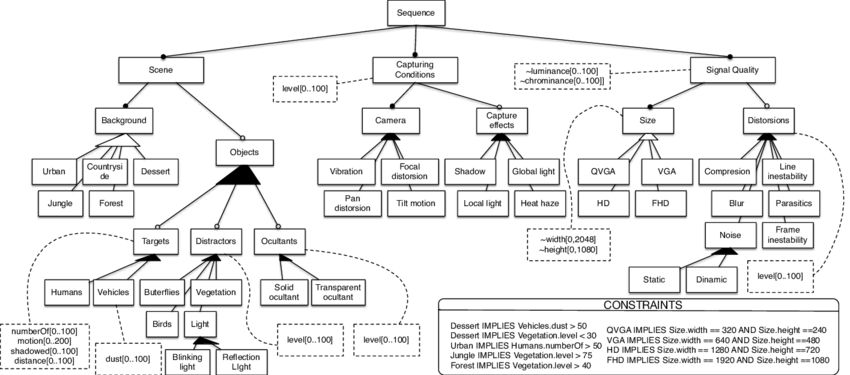 Sequence
Scene
Capturing
Conditions
Signal Quality
level[0..100]
~luminance[0..100]
~chrominance[0..100]]
Background
Objects
Camera
Capture
effects
Size
Distorsions
Urban
Countrysi
de
Dessert
Jungle
Forest
Vibration
Focal
distorsion
Pan
distorsion
Tilt motion
Shadow
Global light
Local light
Heat haze
QVGA
VGA
HD
FHD
Compresion
Line
inestability
Blur
Parasitics
Noise
Frame
inestability
Static
Dinamic
~width[0,2048]
~height[0,1080]
level[0..100]
Targets
Distractors
Ocultants
Humans
Vehicles
Buterflies
Vegetation
Birds
Light
Blinking
light
Reflection
LIght
Solid
ocultant
Transparent
ocultant
numberOf[0..100]
motion[0..200]
shadowed[0..100]
distance[0..100]
dust[0..100]
level[0..100]
level[0..100]
CONSTRAINTS
Dessert IMPLIES Vehicles.dust > 50
Dessert IMPLIES Vegetation.level < 30
Urban IMPLIES Humans.numberOf > 50
Jungle IMPLIES Vegetation.level > 75
Forest IMPLIES Vegetation.level > 40
QVGA IMPLIES Size.width == 320 AND Size.height ==240
VGA IMPLIES Size.width == 640 AND Size.height ==480
HD IMPLIES Size.width == 1280 AND Size.height ==720
FHD IMPLIES Size.width == 1920 AND Size.height ==1080